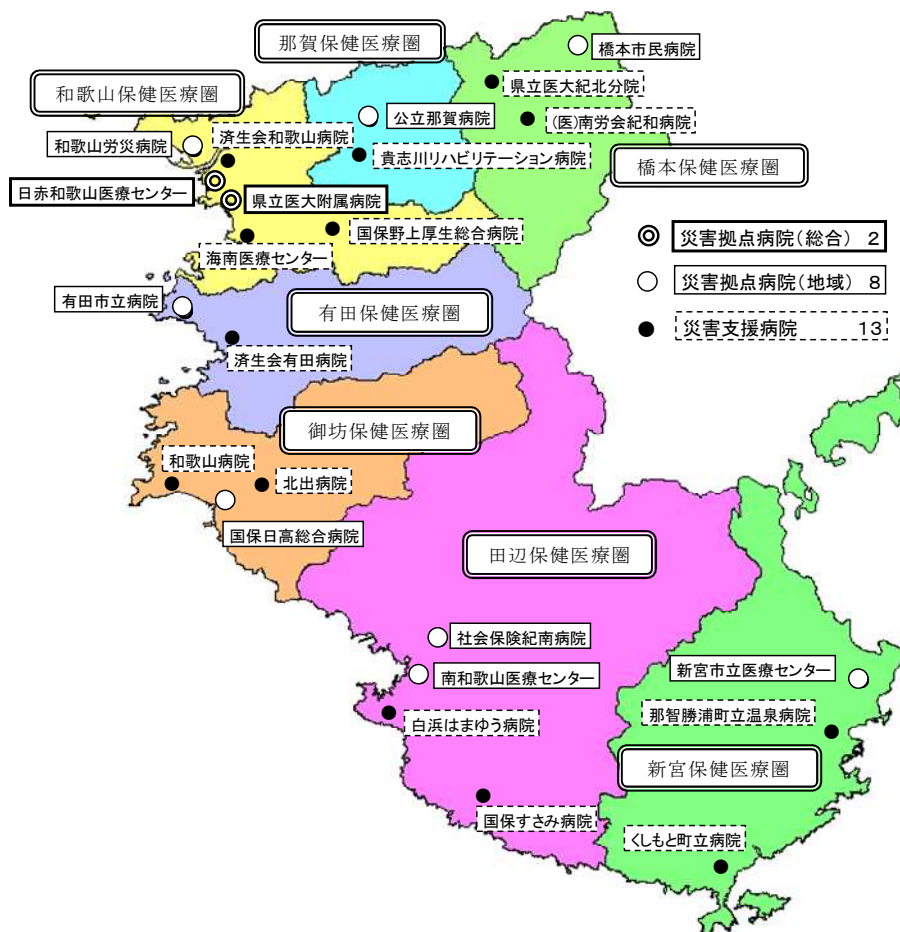 那賀保健医療圏
橋本市民病院
和歌山保健医療圏
県立医大紀北分院
公立那賀病院
(医)南労会紀和病院
済生会和歌山病院
和歌山労災病院
貴志川リハビリテーション病院
橋本保健医療圏
日赤和歌山医療センター
県立医大附属病院
国保野上厚生総合病院
災害拠点病院(総合) 2
海南医療センター
災害拠点病院(地域) 8
有田市立病院
有田保健医療圏
災害支援病院 13
済生会有田病院
御坊保健医療圏
和歌山病院
北出病院
国保日高総合病院
田辺保健医療圏
社会保険紀南病院
南和歌山医療センター
新宮市立医療センター
白浜はまゆう病院
那智勝浦町立温泉病院
新宮保健医療圏
国保すさみ病院
くしもと町立病院